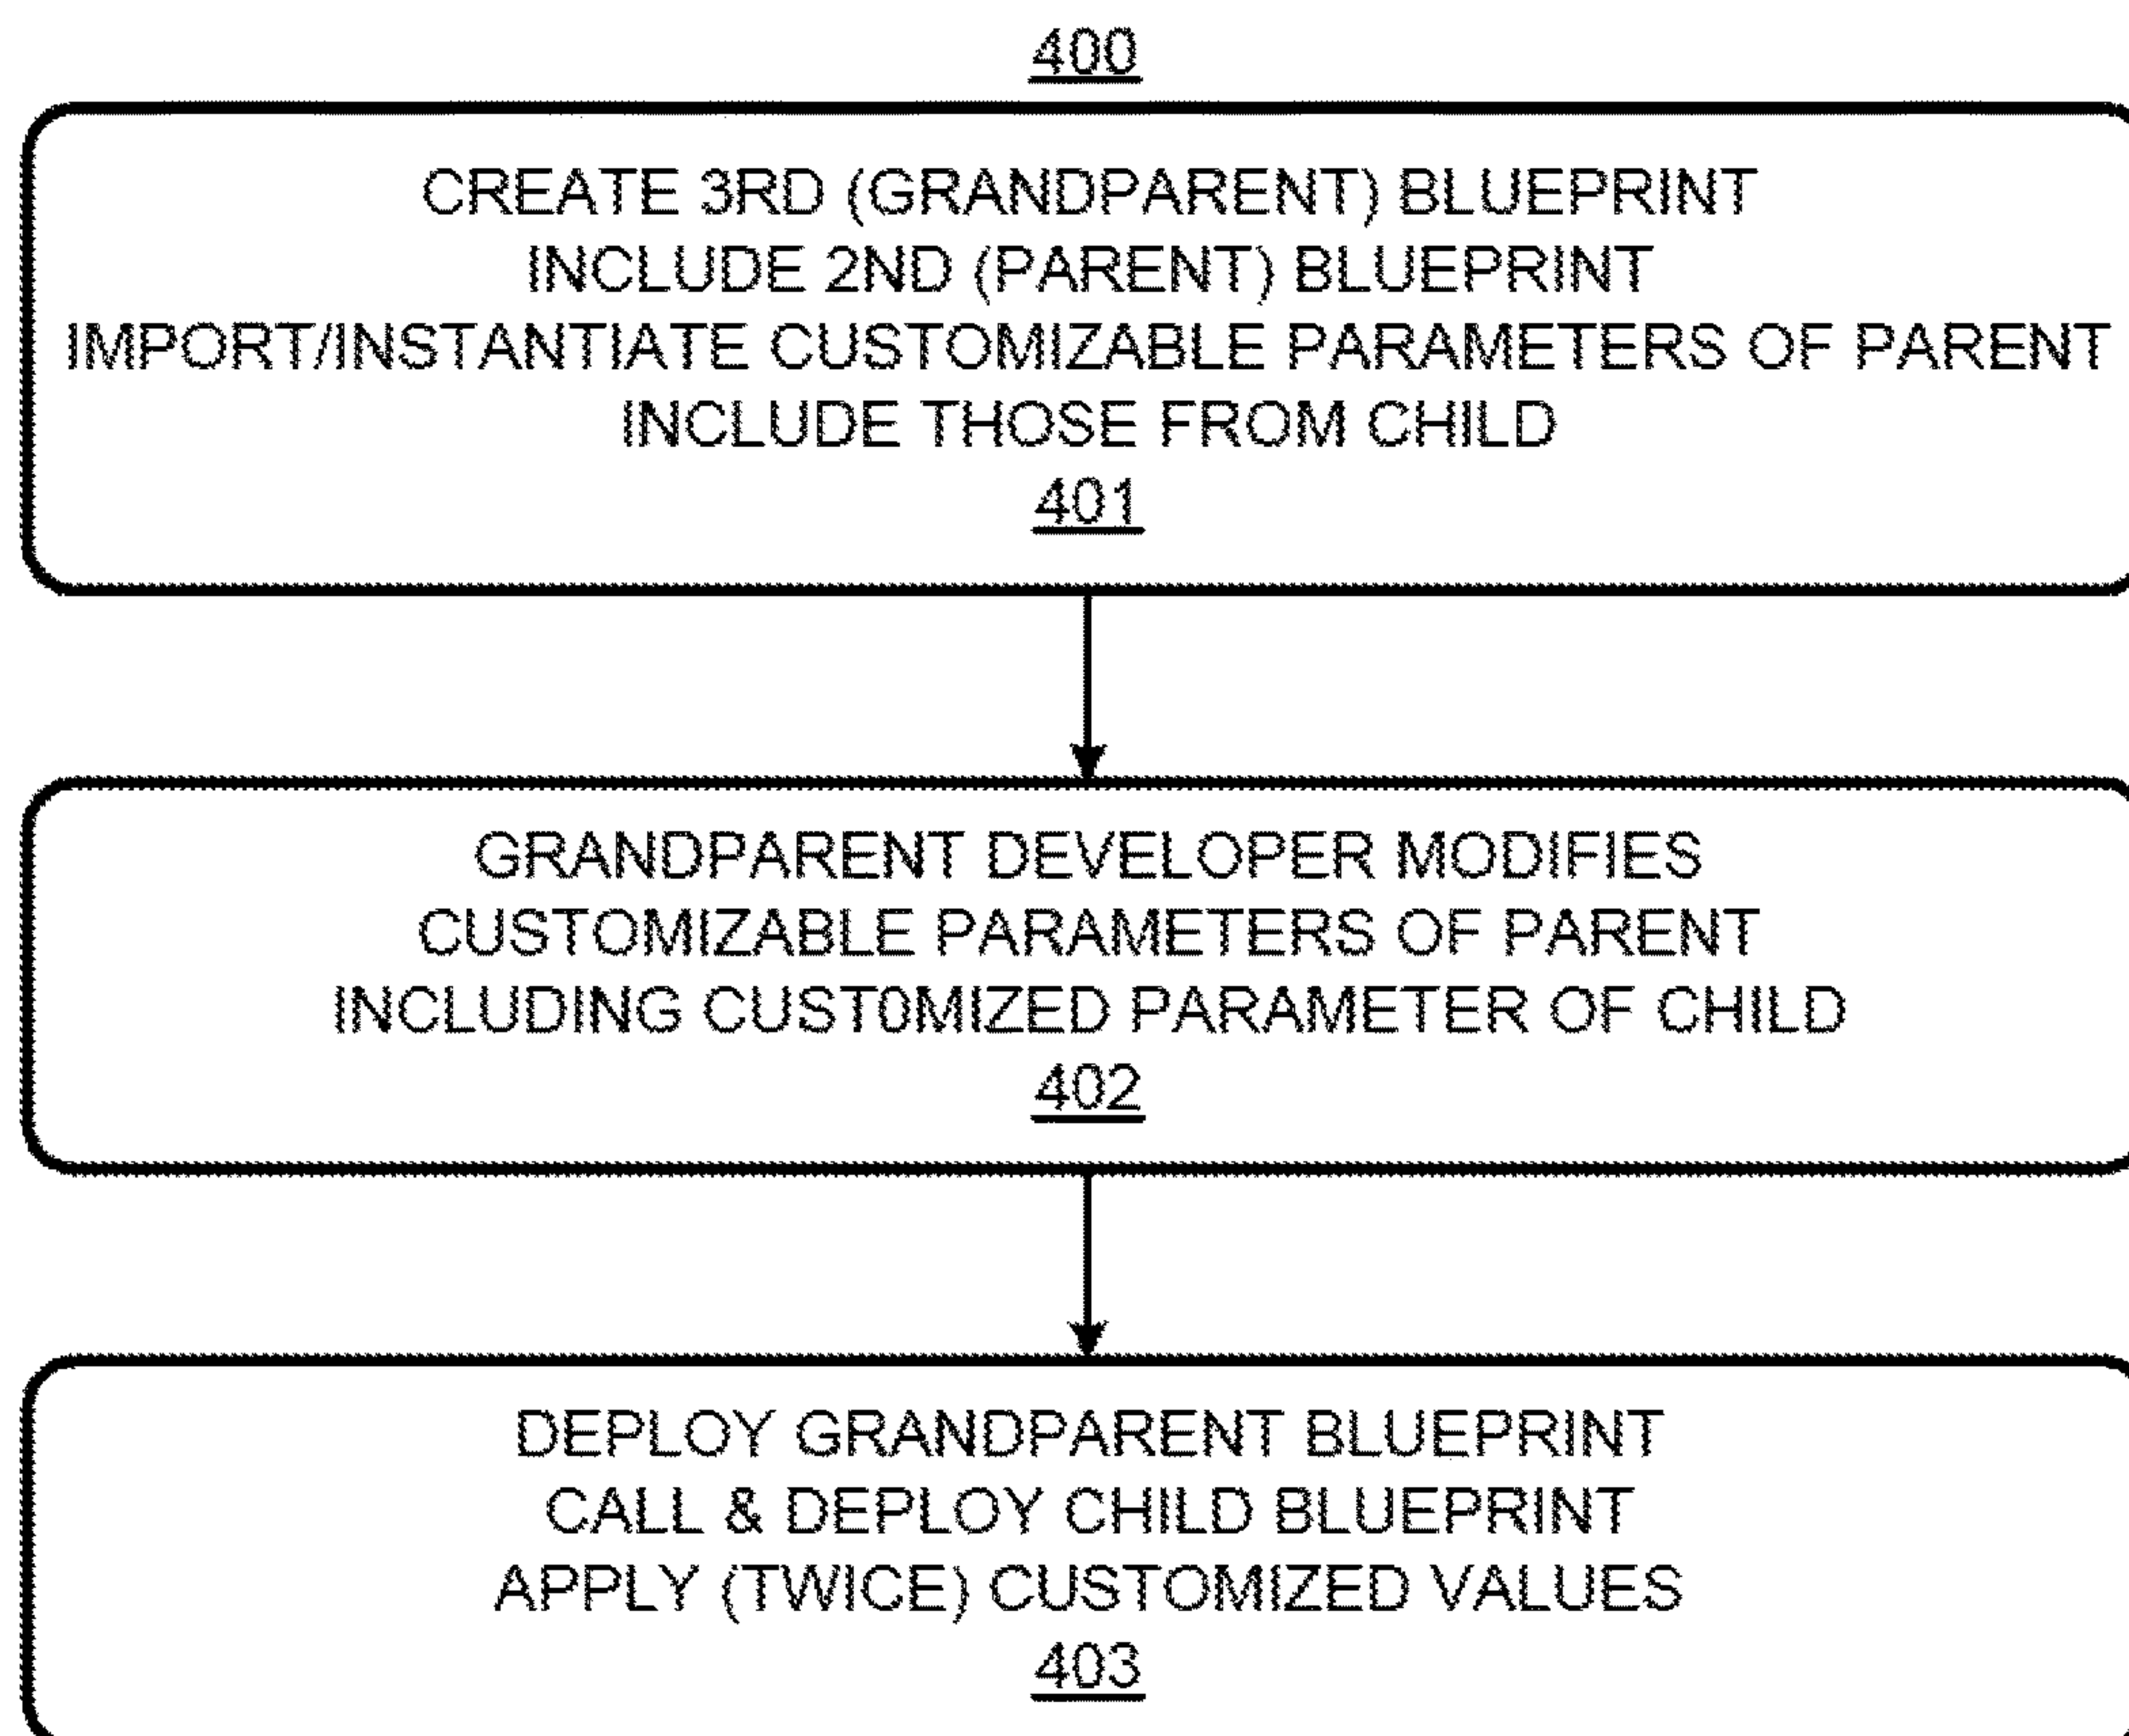 400
CREATE 3RD (GRANDPARENT) BLUEPRINT
INCLUDE 2ND (PARENT) BLUEPRINT
IMPORT/INSTANTIATE CUSTOMIZABLE PARAMETERS OF PARENT
INCLUDE THOSE FROM CHILD
401
GRANDPARENT DEVELOPER MODIFIES
CUSTOMIZABLE PARAMETERS OF PARENT
INCLUDING CUST0MIZED PARAMETER OF CHILD
402
DEPLOY GRANDPARENT BLUEPRINT
CALL & DEPLOY CHILD BLUEPRINT
APPLY (TWICE) CUSTOMIZED VALUES
403